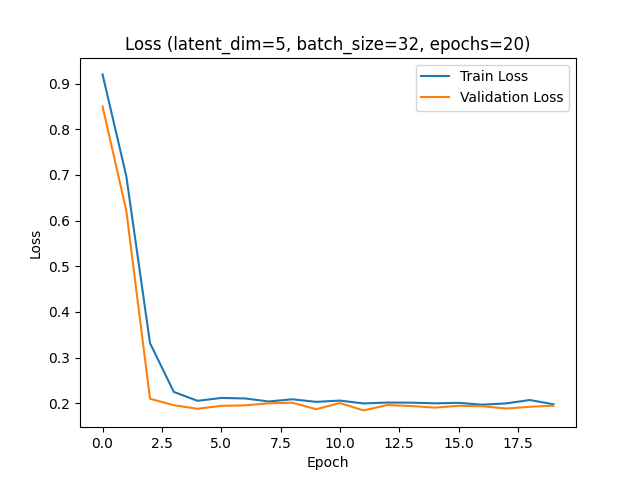 Loss (latent_dim=5, batch_size=32, epochs=20)
Train Loss
Validation Loss
0.9
0.8
0.7
0.6
0.5
0.4
0.3
0.2
Loss
0.0 2.5 5.0 7.5 10.0 12.5 15.0 17.5
Epoch